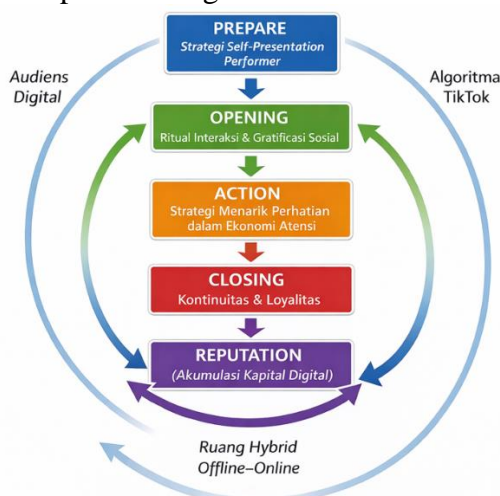 PREPARE
Strategi Self-Presentation
Performer
Audiens
Digital
Algoritma
TikTok
OPENING
Ritual Interaksi & Gratificasi Sosial
ACTION
Strategi Menarik Perhatian
dalam Ekonomi Atensi
CLOSING
Kontinuitas & Loyalitas
REPUTATION
(Akumulasi Kapital Digital)
Ruang Hybrid
Offline–Online